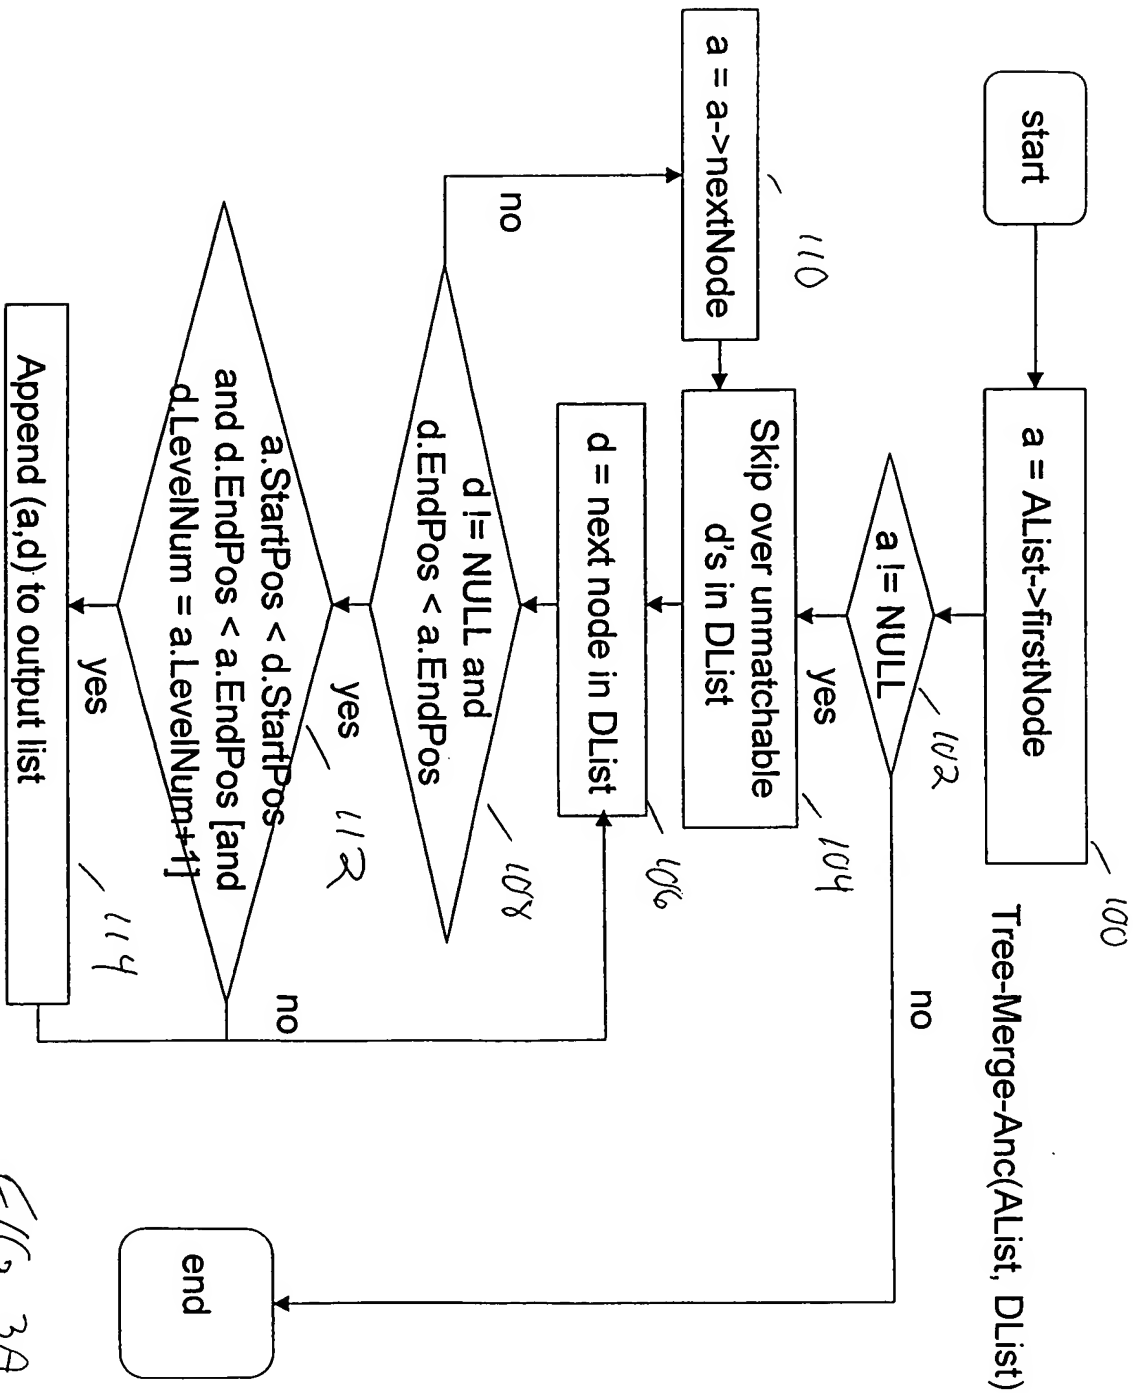 Tree-Merge-Anc(AList, DList)
start
a = AList->firstNode
100
a != NULL
102
yes
no
a = a->nextNode
110
Skip over unmatchable
d's in DList
104
d = next node in DList
106
d != NULL and
d.EndPos < a.EndPos
108
no
yes
a.StartPos < d.StartPos
and d.EndPos < a.EndPos [and
d.LevelNum = a.LevelNum+1]
112
no
yes
Append (a,d) to output list
114
end
FIG. 3A